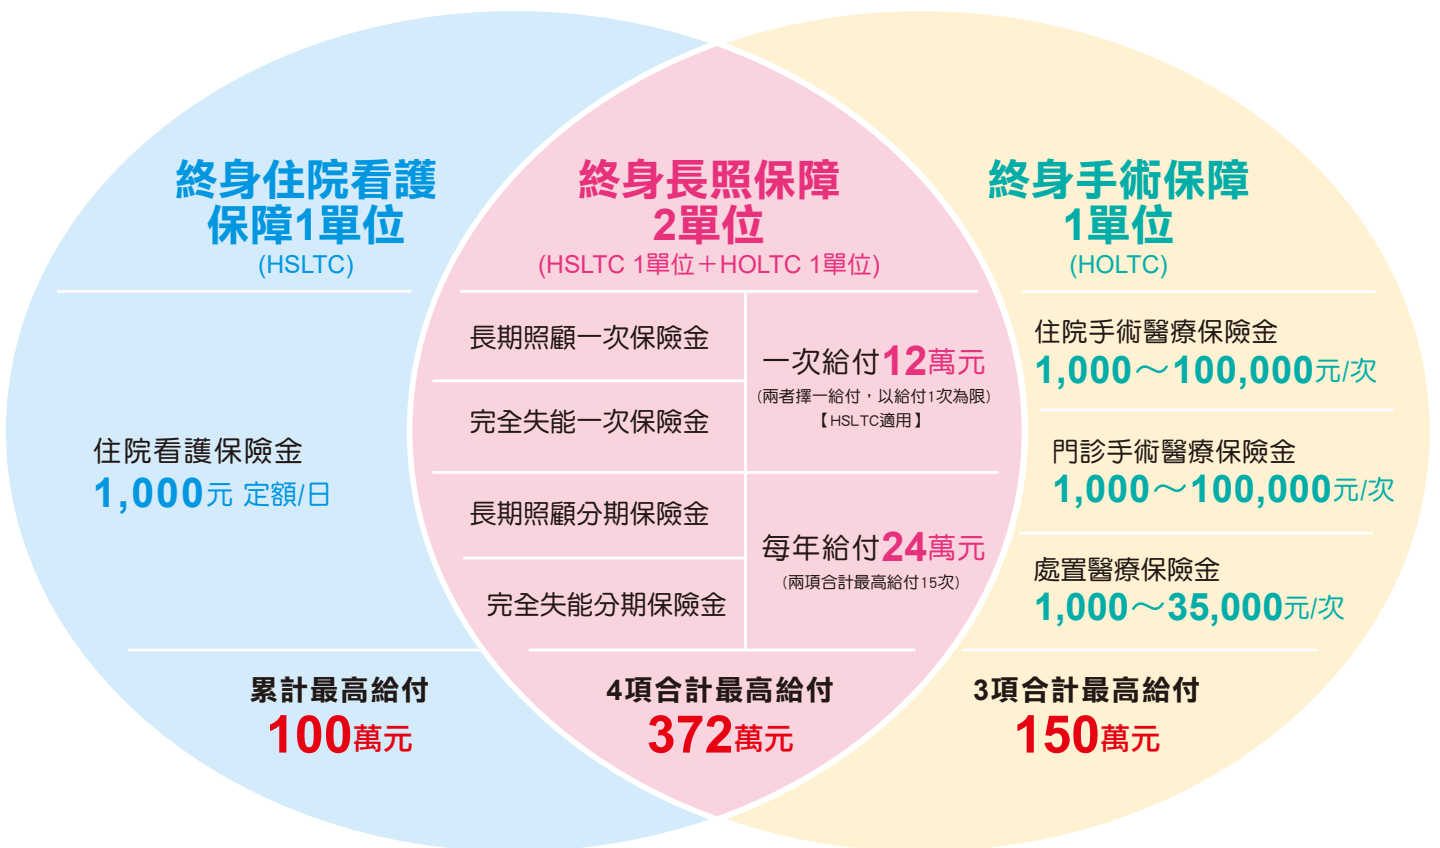 終身住院看護
保障1單位
(HSLTC)
住院看護保險金
1,000元 定額/日
累計最高給付
100萬元
終身長照保障
2單位
(HSLTC 1單位＋HOLTC 1單位)
長期照顧一次保險金
完全失能一次保險金
一次給付12萬元
(兩者擇一給付，以給付1次為限)
【HSLTC適用】
長期照顧分期保險金
完全失能分期保險金
每年給付24萬元
(兩項合計最高給付15次)
4項合計最高給付
372萬元
終身手術保障
1單位
(HOLTC)
住院手術醫療保險金
1,000～100,000元/次
門診手術醫療保險金
1,000～100,000元/次
處置醫療保險金
1,000～35,000元/次
3項合計最高給付
150萬元